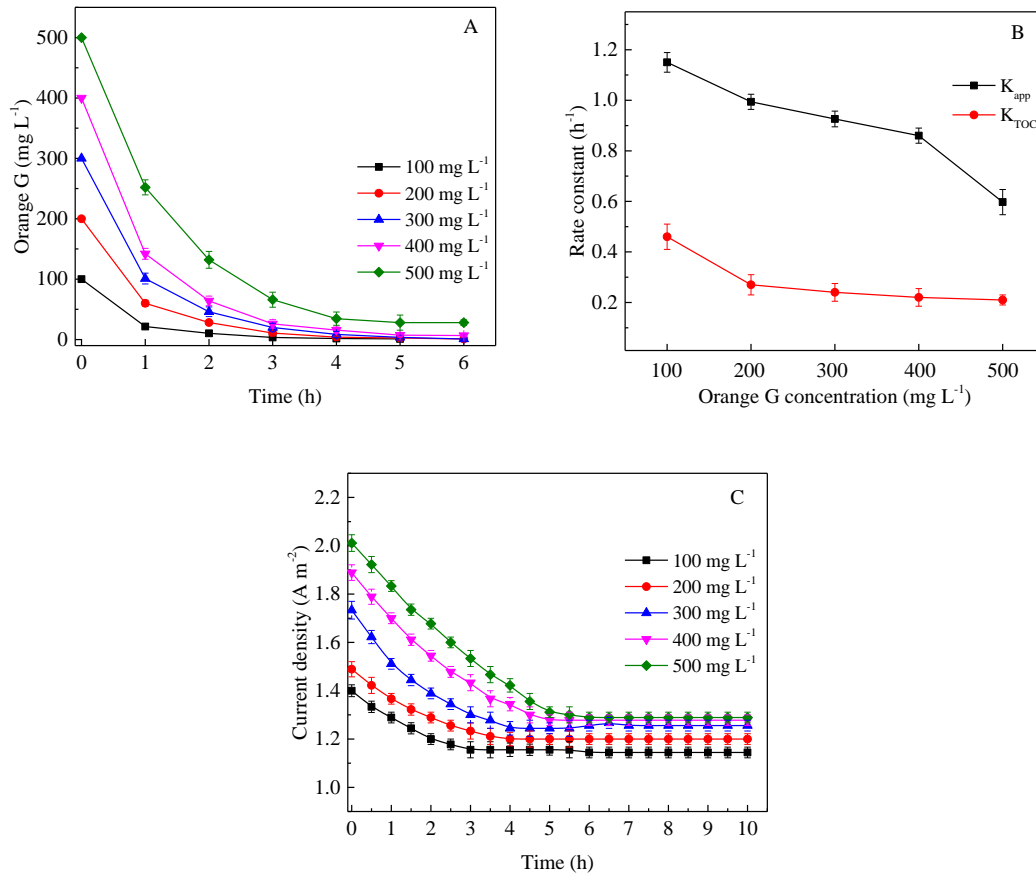 A
500
400
300
200
100
0
Orange G (mg L⁻¹)
100 mg L⁻¹
200 mg L⁻¹
300 mg L⁻¹
400 mg L⁻¹
500 mg L⁻¹
0 1 2 3 4 5 6
Time (h)
B
1.2
1.0
0.8
0.6
0.4
0.2
Rate constant (h⁻¹)
K_app
K_TOC
100 200 300 400 500
Orange G concentration (mg L⁻¹)
C
2.2
2.0
1.8
1.6
1.4
1.2
1.0
Current density (A m⁻²)
100 mg L⁻¹
200 mg L⁻¹
300 mg L⁻¹
400 mg L⁻¹
500 mg L⁻¹
0 1 2 3 4 5 6 7 8 9 10
Time (h)